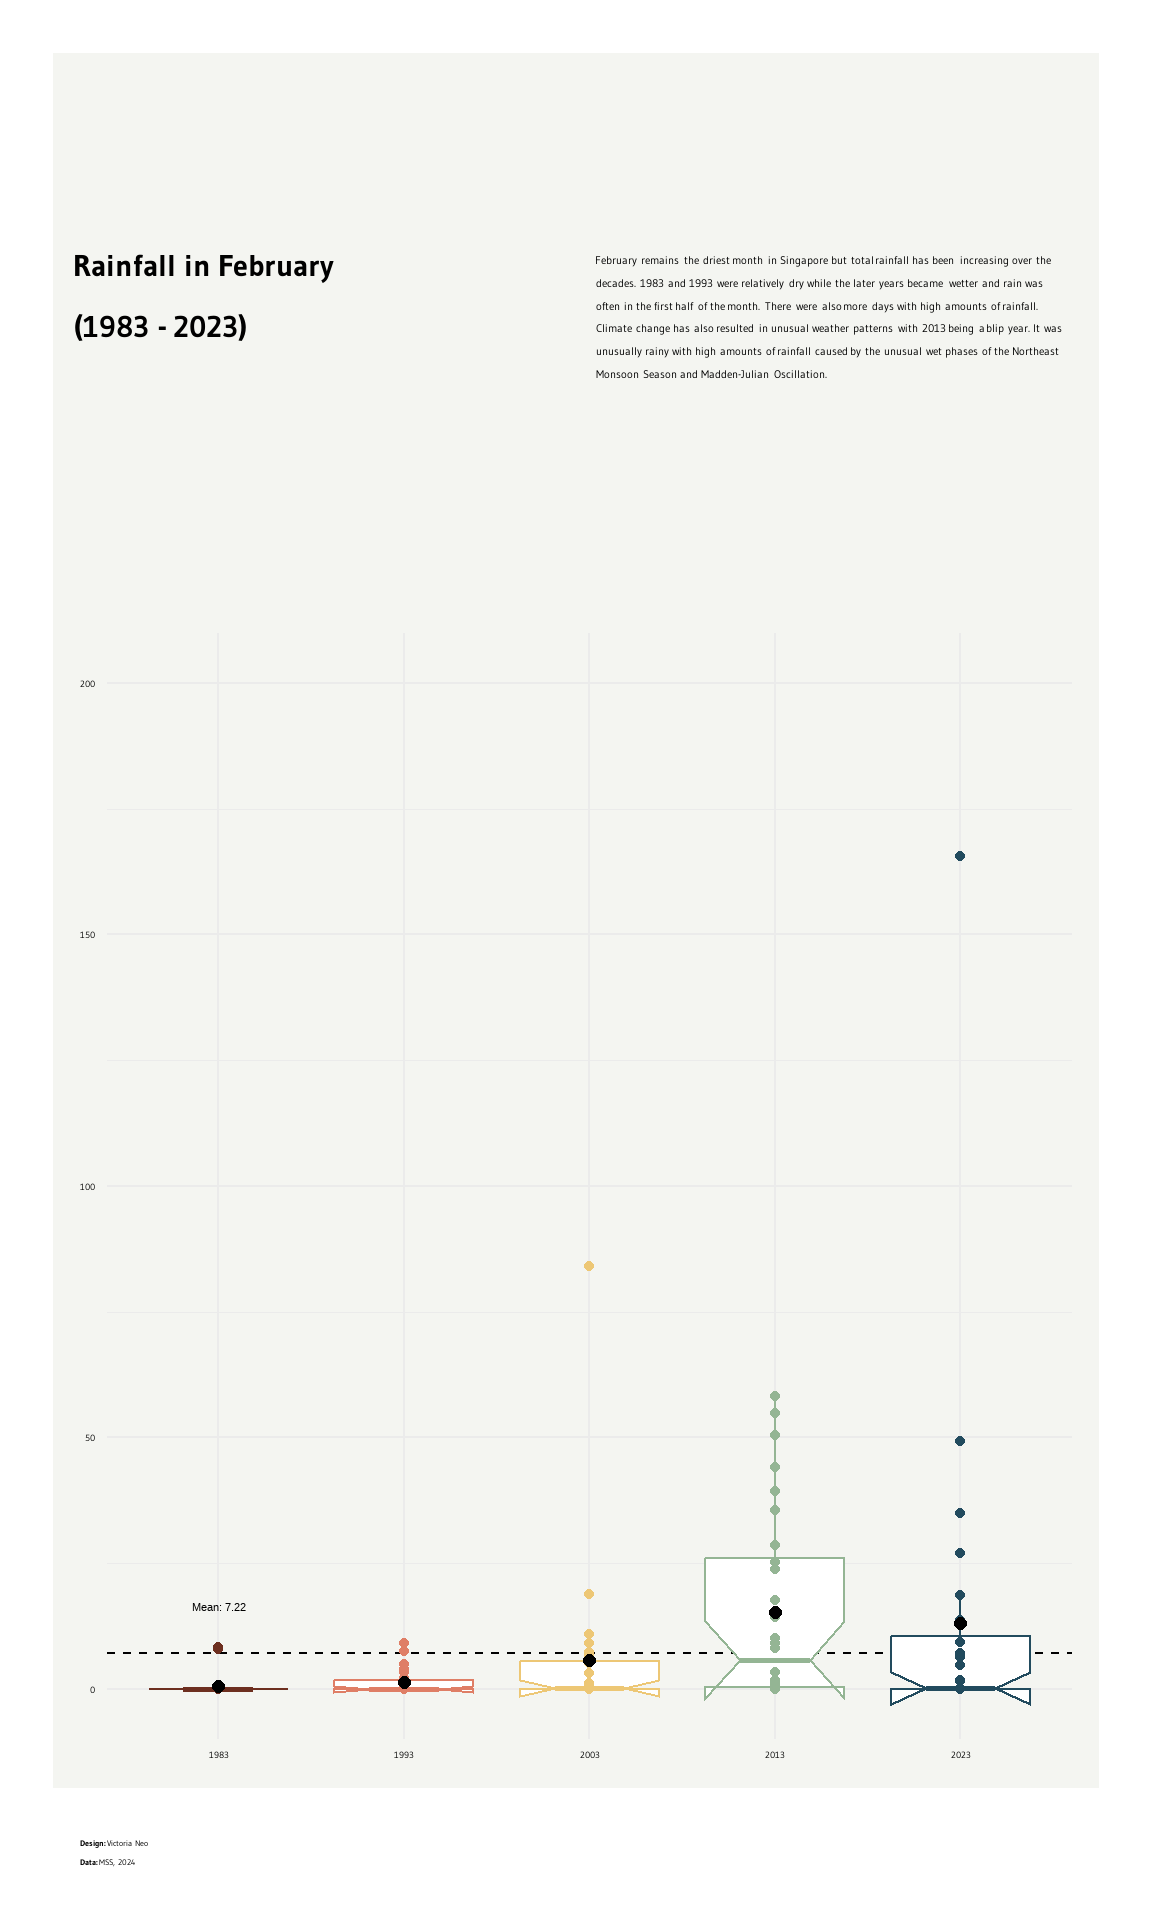 Rainfall in February
(1983 - 2023)
February remains the driest month in Singapore but total rainfall has been increasing over the
decades. 1983 and 1993 were relatively dry while the later years became wetter and rain was
often in the first half of the month. There were also more days with high amounts of rainfall.
Climate change has also resulted in unusual weather patterns with 2013 being a blip year. It was
unusually rainy with high amounts of rainfall caused by the unusual wet phases of the Northeast
Monsoon Season and Madden-Julian Oscillation.
200
150
100
50
Mean: 7.22
0
1983 1993 2003 2013 2023
Design: Victoria Neo
Data: MSS, 2024